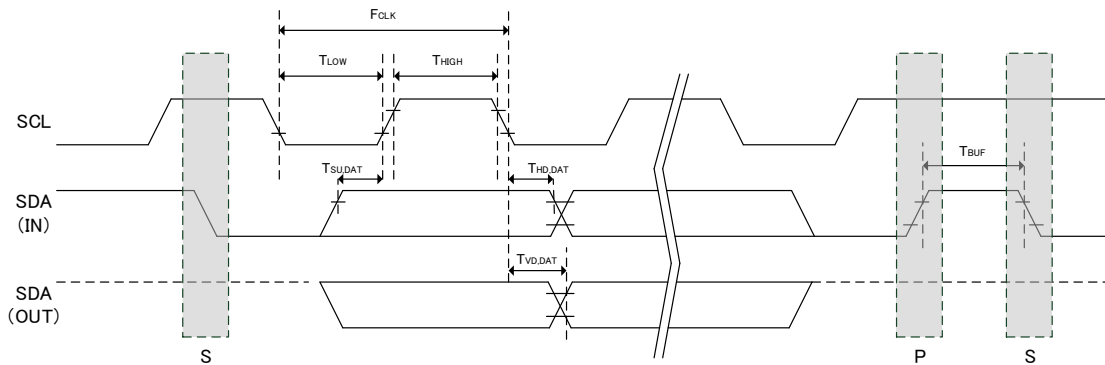 FCLK
TLOW
THIGH
SCL
TSU,DAT
THD,DAT
TBUF
SDA
(IN)
TVD,DAT
SDA
(OUT)
S
P
S